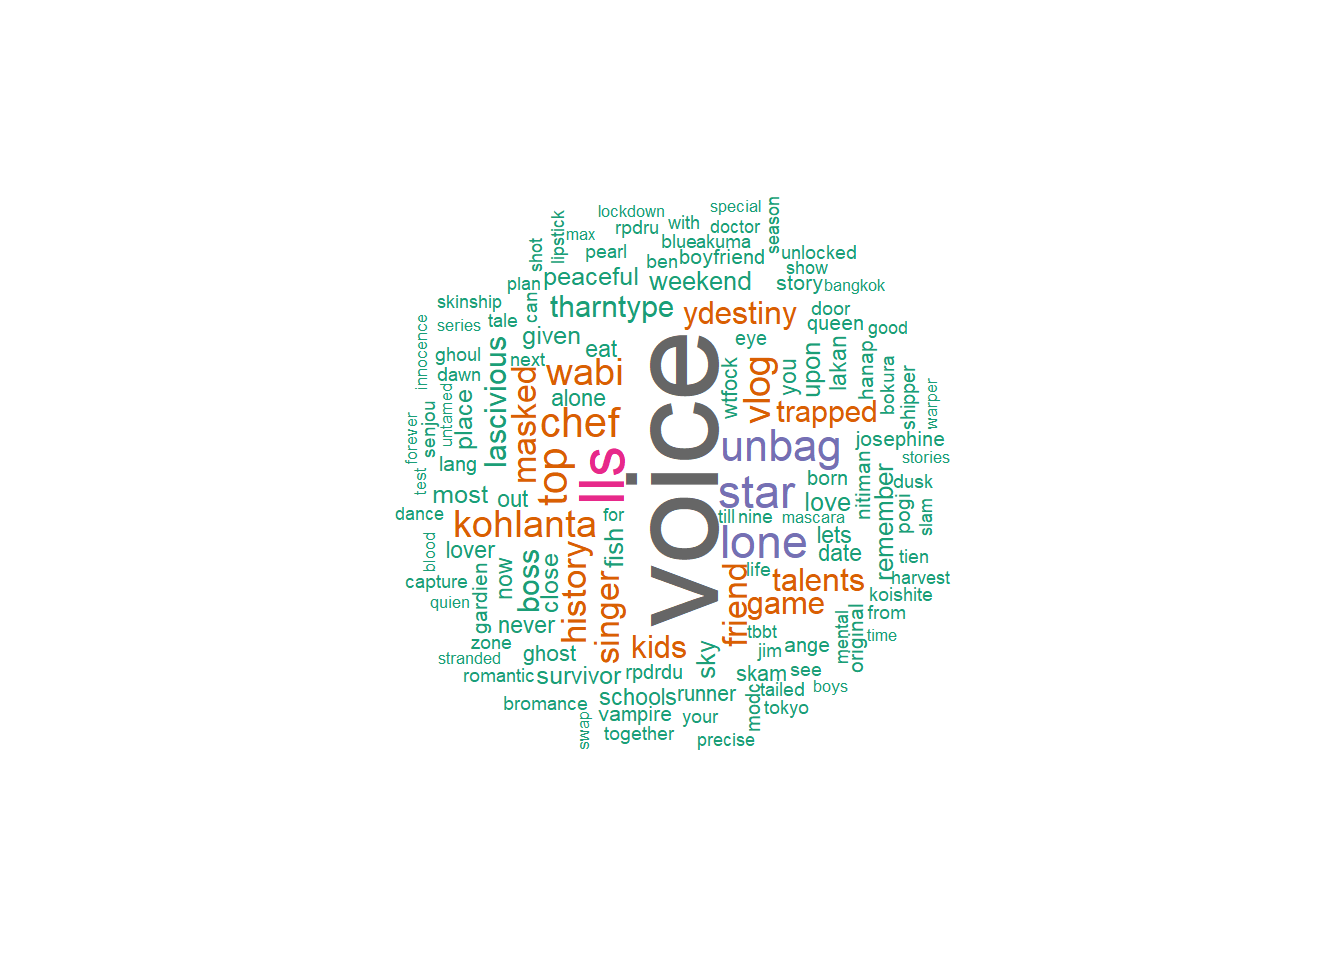 lockdown
special
season
lipstick
max
rpdru
with
doctor
shot
pearl
blueakuma
unlocked
ben
boyfriend
show
plan
peaceful
weekend
story
bangkok
skinship
can
tharntype
ydestiny
door
series
tale
given
eye
queen
good
innocence
ghoul
next
eat
voice
wtfock
vlog
you
upon
lakan
hanap
bokura
shipper
warper
dawn
lascivious
masked
wabi
alone
trapped
untamed
place
senjou
forever
chef
unbag
josephine
stories
test
lang
top
lls
star
born
nitiman
remember
dusk
most
out
love
pogi
slam
dance
kohlanta
for
till
nine
mascara
lone
lets
date
tien
blood
lover
fish
capture
gardien
now
boss
close
history
singer
life
talents
harvest
quien
never
friend
game
koishite
from
zone
ghost
kids
tbbt
mental
original
time
stranded
sky
jim
ange
romantic
survivor
rpdrdu
skam
see
bromance
schools
runner
modc
tailed
boys
swap
vampire
your
tokyo
together
precise